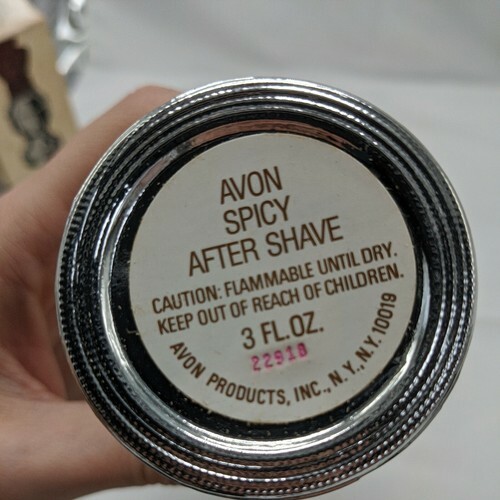 AVON
SPICY
AFTER SHAVE
CAUTION: FLAMMABLE UNTIL DRY.
KEEP OUT OF REACH OF CHILDREN.
3 FL.OZ.
22918
AVON PRODUCTS, INC., N.Y., N.Y. 10019